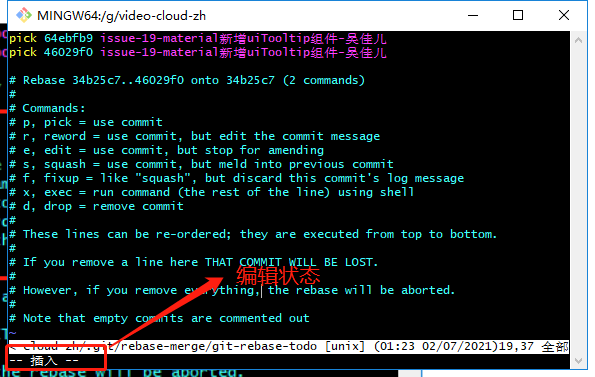 MINGW64:/g/video-cloud-zh
pick 64ebfb9 issue-19-material新增uiTooltip组件-吴佳儿
pick 46029f0 issue-19-material新增uiTooltip组件-吴佳儿
# Rebase 34b25c7..46029f0 onto 34b25c7 (2 commands)
#
# Commands:
# p, pick = use commit
# r, reword = use commit, but edit the commit message
# e, edit = use commit, but stop for amending
# s, squash = use commit, but meld into previous commit
# f, fixup = like "squash", but discard this commit's log message
# x, exec = run command (the rest of the line) using shell
# d, drop = remove commit
#
# These lines can be re-ordered; they are executed from top to bottom.
#
# If you remove a line here THAT COMMIT WILL BE LOST.
编辑状态
#
# However, if you remove everything, the rebase will be aborted.
#
# Note that empty commits are commented out
~
< cloud-zh/.git/rebase-merge/git-rebase-todo [unix] (01:23 02/07/2021)19,37 全部
-- 插入 --
he rebase will be aborted.